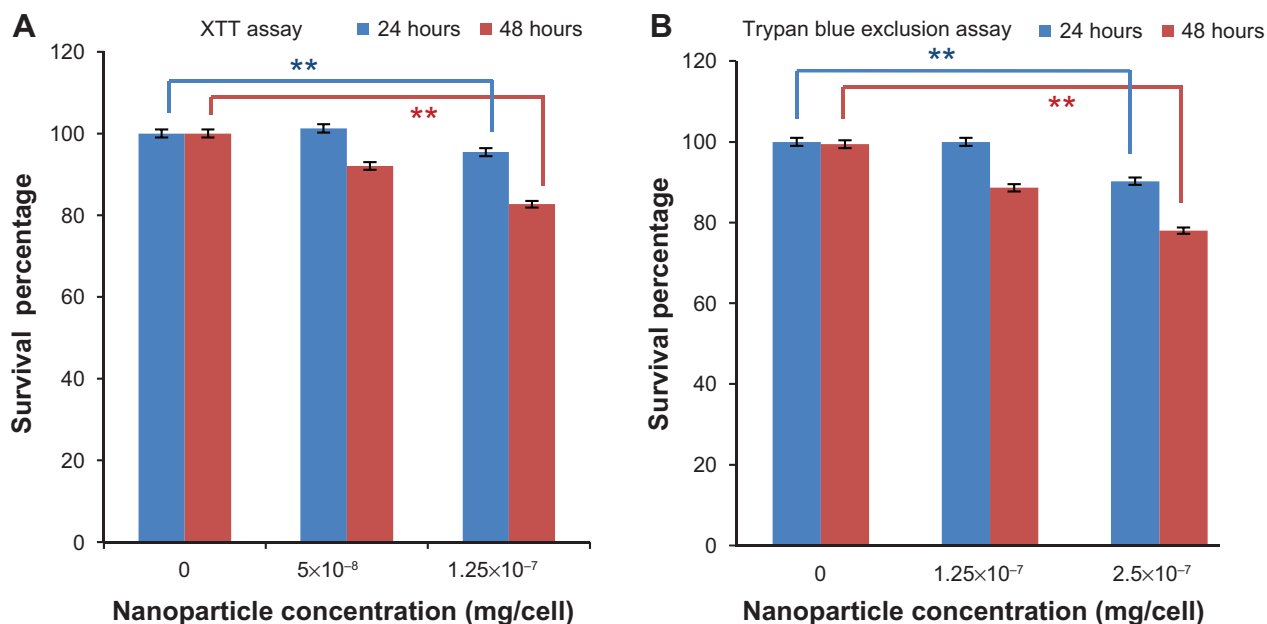 A XTT assay 24 hours 48 hours
120
100
80
60
40
20
0
**
**
Survival percentage
0 5×10⁻⁸ 1.25×10⁻⁷
Nanoparticle concentration (mg/cell)
B Trypan blue exclusion assay 24 hours 48 hours
120
100
80
60
40
20
0
**
**
Survival percentage
0 1.25×10⁻⁷ 2.5×10⁻⁷
Nanoparticle concentration (mg/cell)